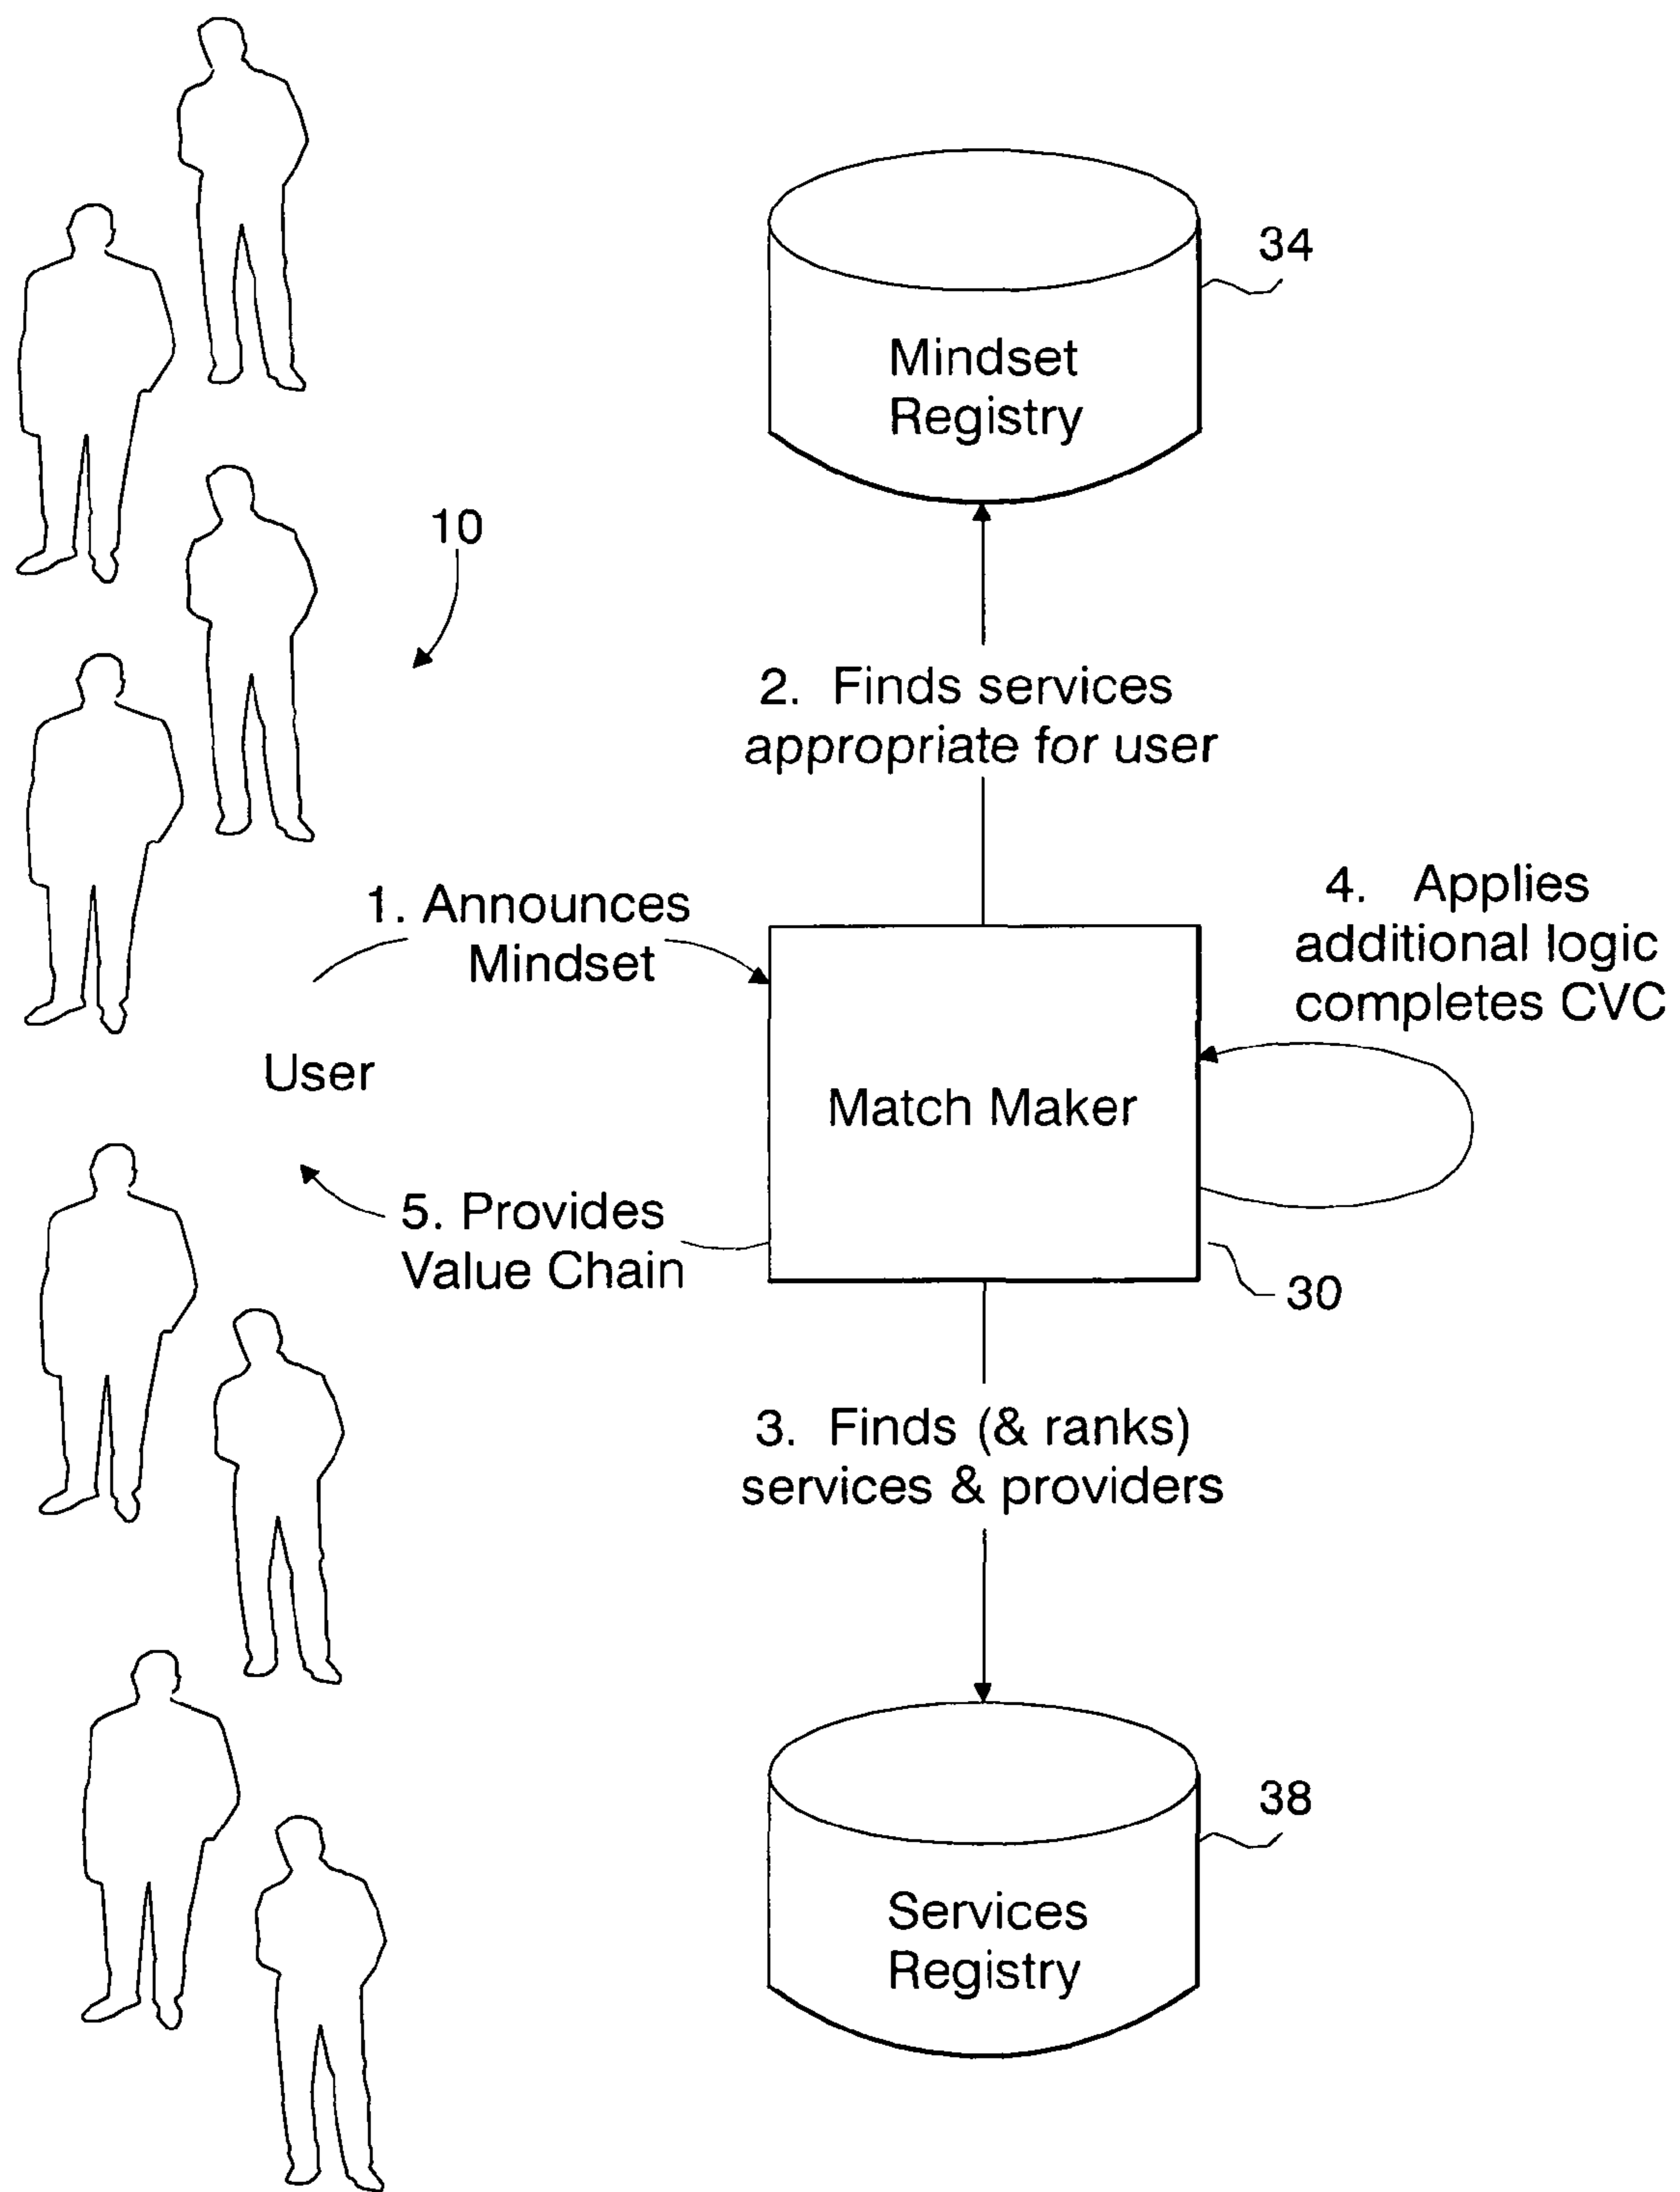 34
Mindset
Registry
10
2. Finds services
appropriate for user
1. Announces
Mindset
4. Applies
additional logic
completes CVC
User
Match Maker
5. Provides
Value Chain
30
3. Finds (& ranks)
services & providers
38
Services
Registry